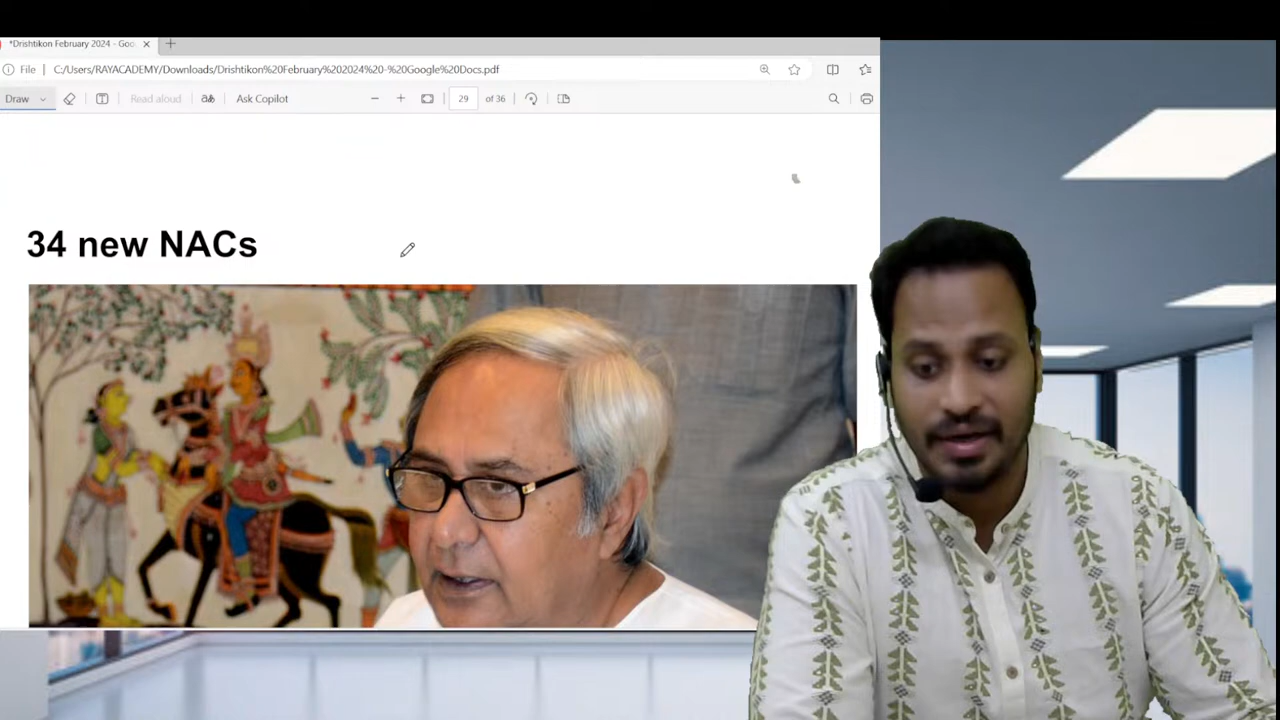 *Drishtikon February 2024 - Goo
File C:/Users/RAYACADEMY/Downloads/Drishtikon%20February%202024%20-%20Google%20Docs.pdf
Draw Read aloud Ask Copilot 29 of 36
34 new NACs